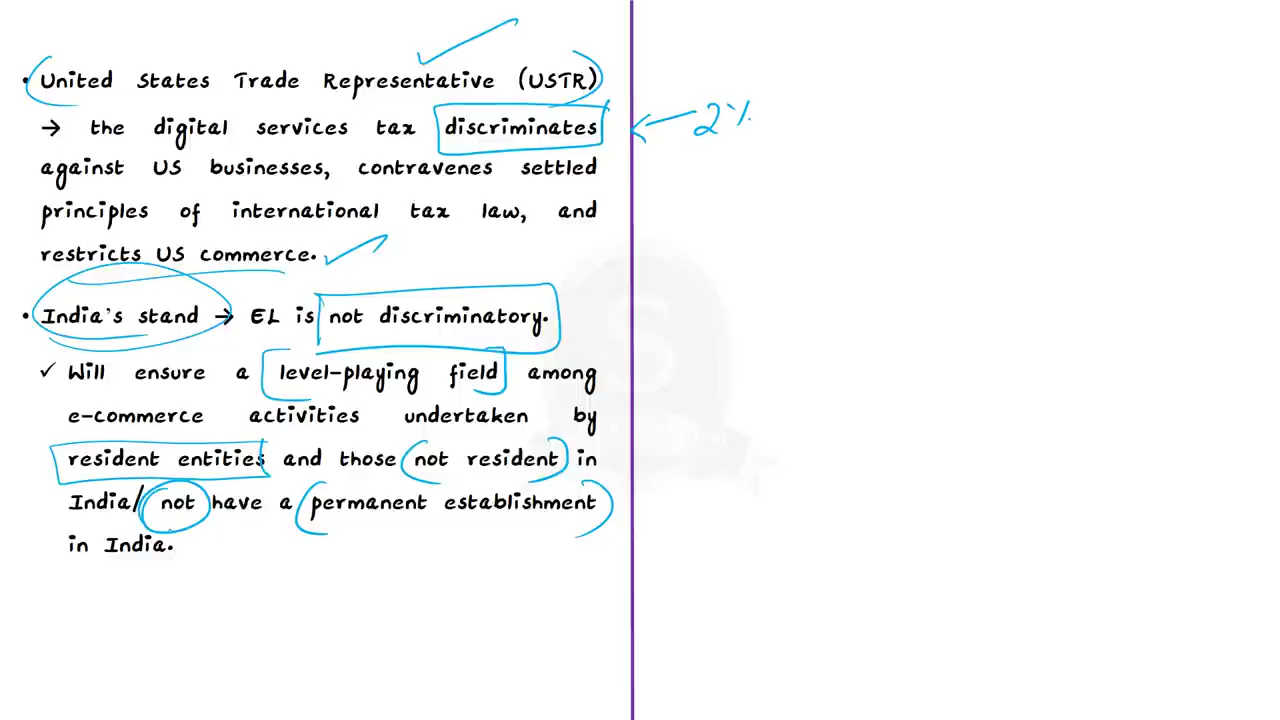 • United States Trade Representative (USTR)
→ the digital services tax discriminates
against US businesses, contravenes settled
principles of international tax law, and
restricts US commerce.
• India's stand → EL is not discriminatory.
✓ Will ensure a level-playing field among
e-commerce activities undertaken by
resident entities and those not resident in
India/ not have a permanent establishment
in India.
2%